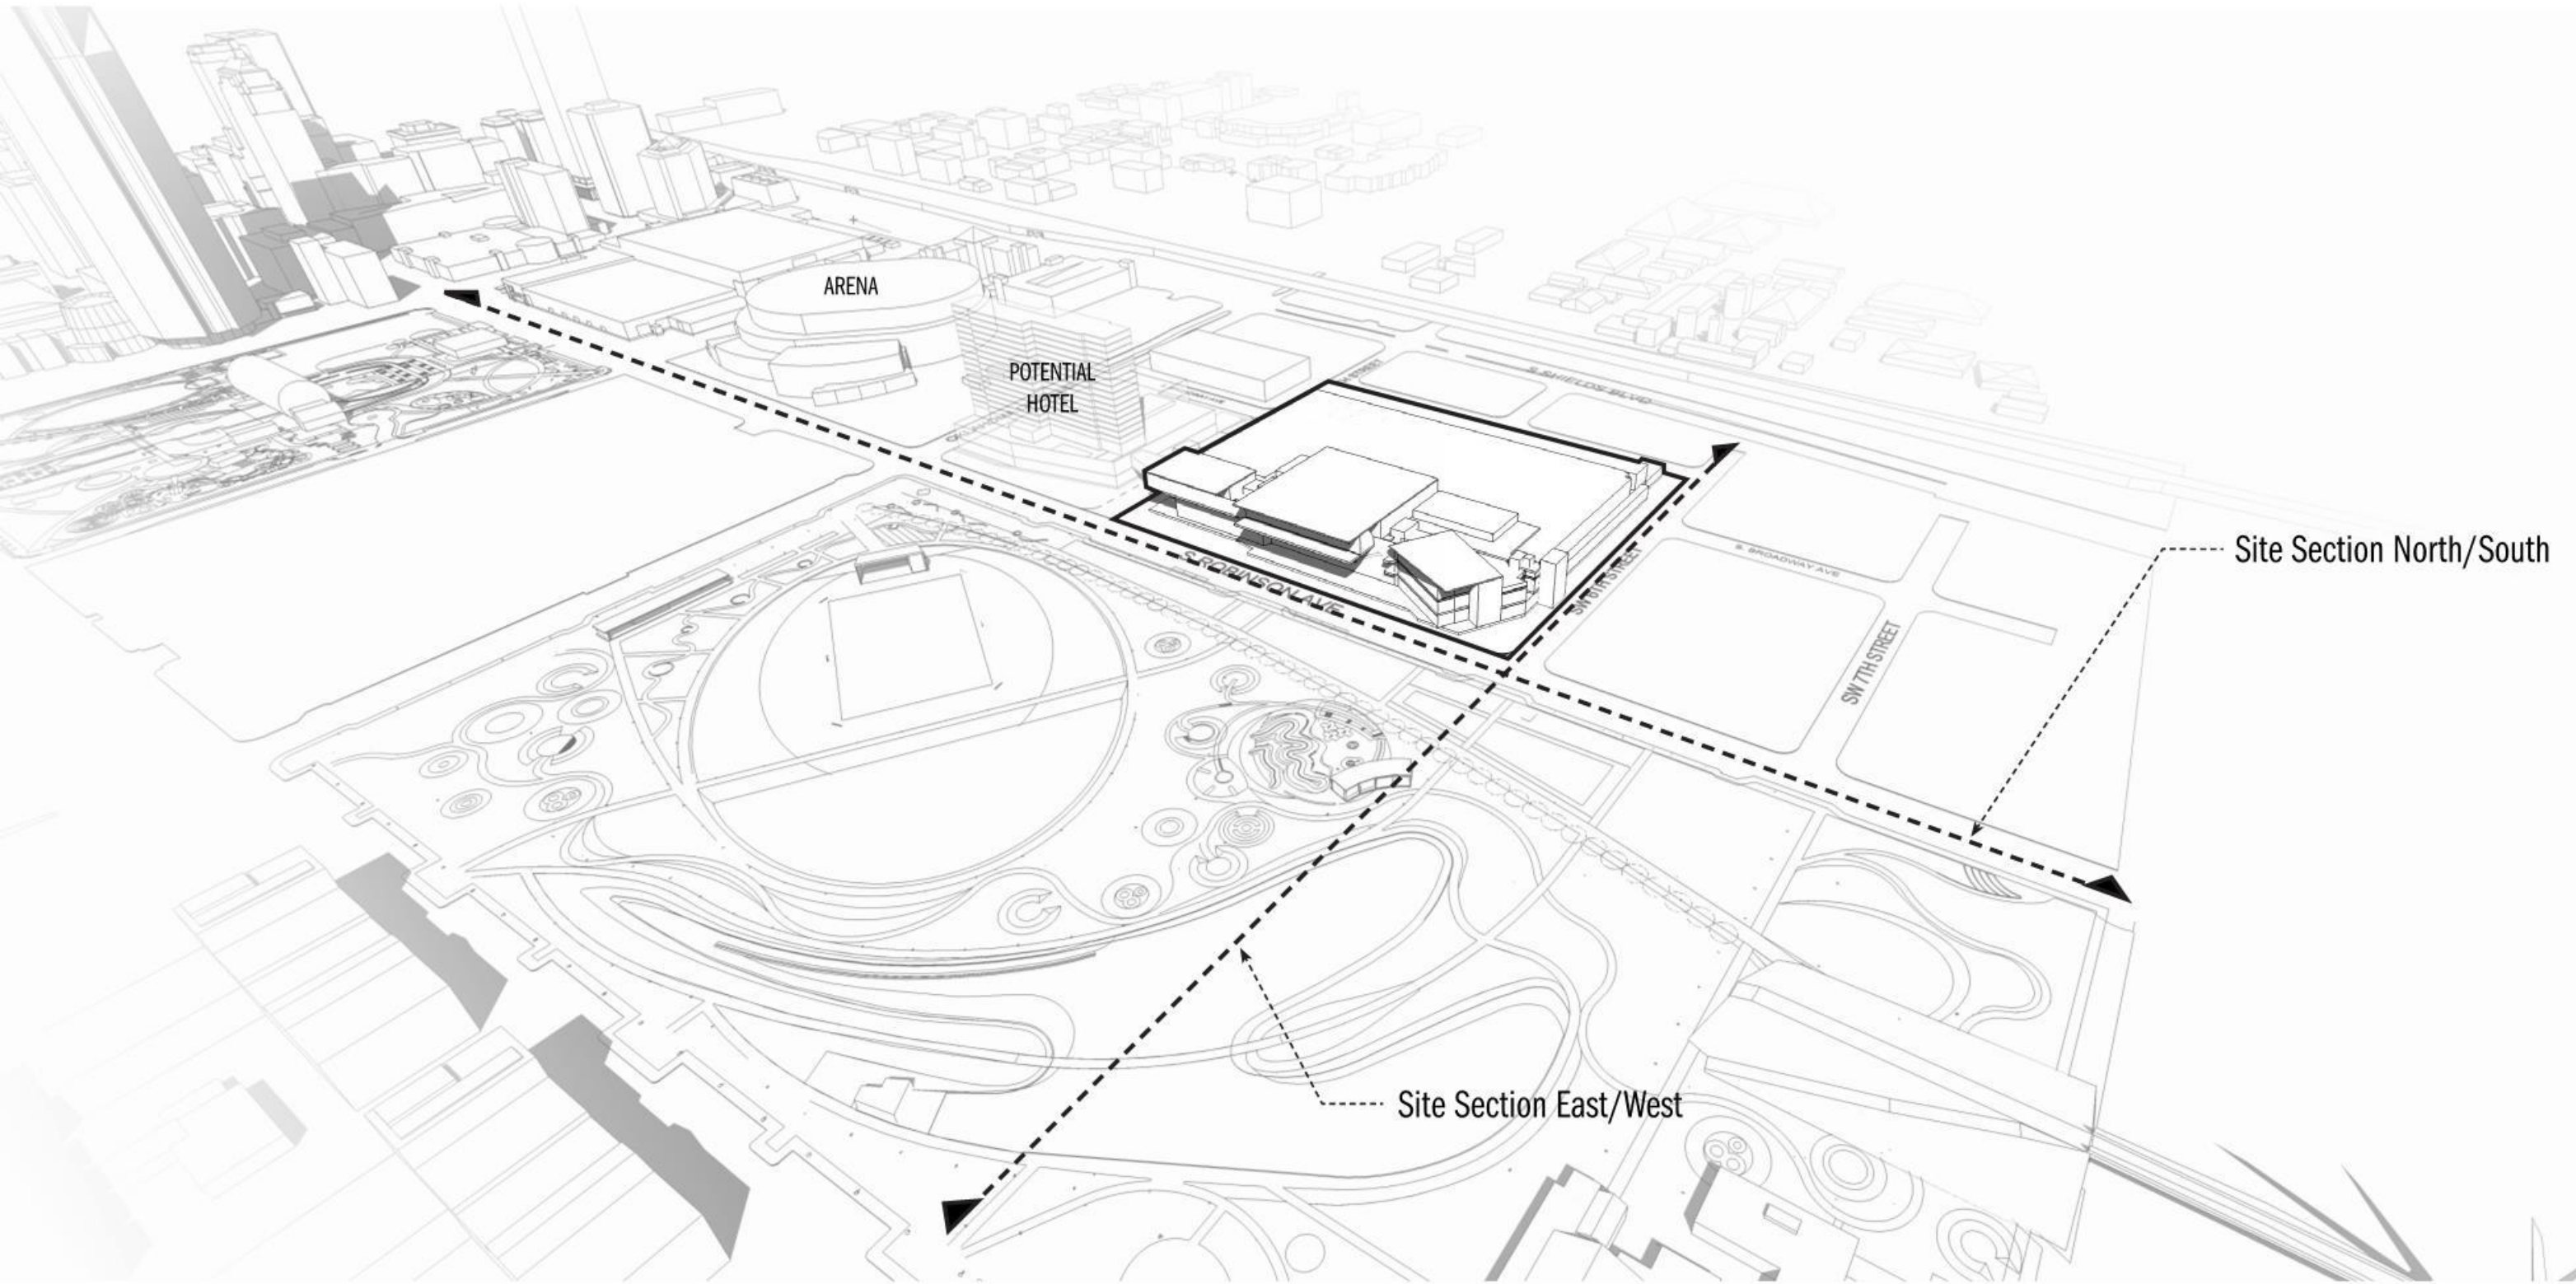 ARENA
POTENTIAL
HOTEL
S SHIELDS BLVD
Site Section North/South
S. BROADWAY AVE
S ROBINSON AVE
SW 6TH STREET
SW 7TH STREET
Site Section East/West